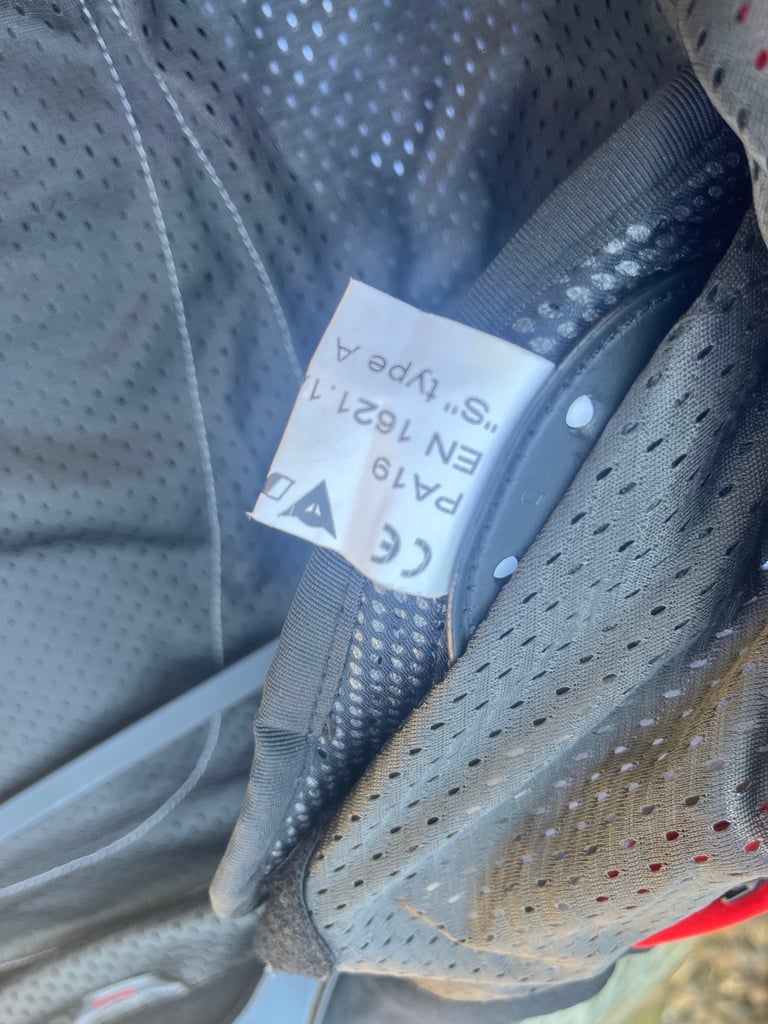 CE
PA19
EN 1621.1
"S" type A